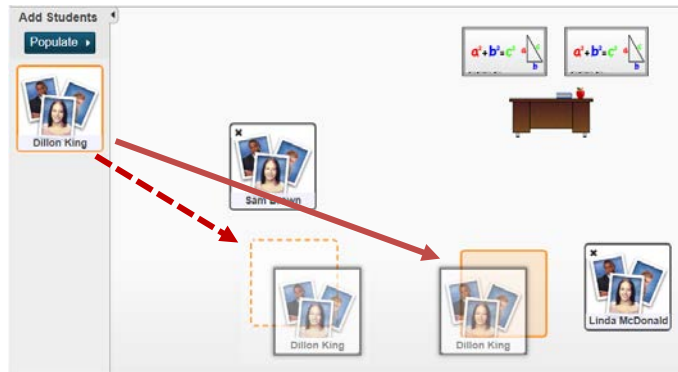 Add Students
Populate
Dillon King
a²+b²=c² a c b
a²+b²=c² a c b
Sam Brown
Dillon King
Dillon King
Linda McDonald